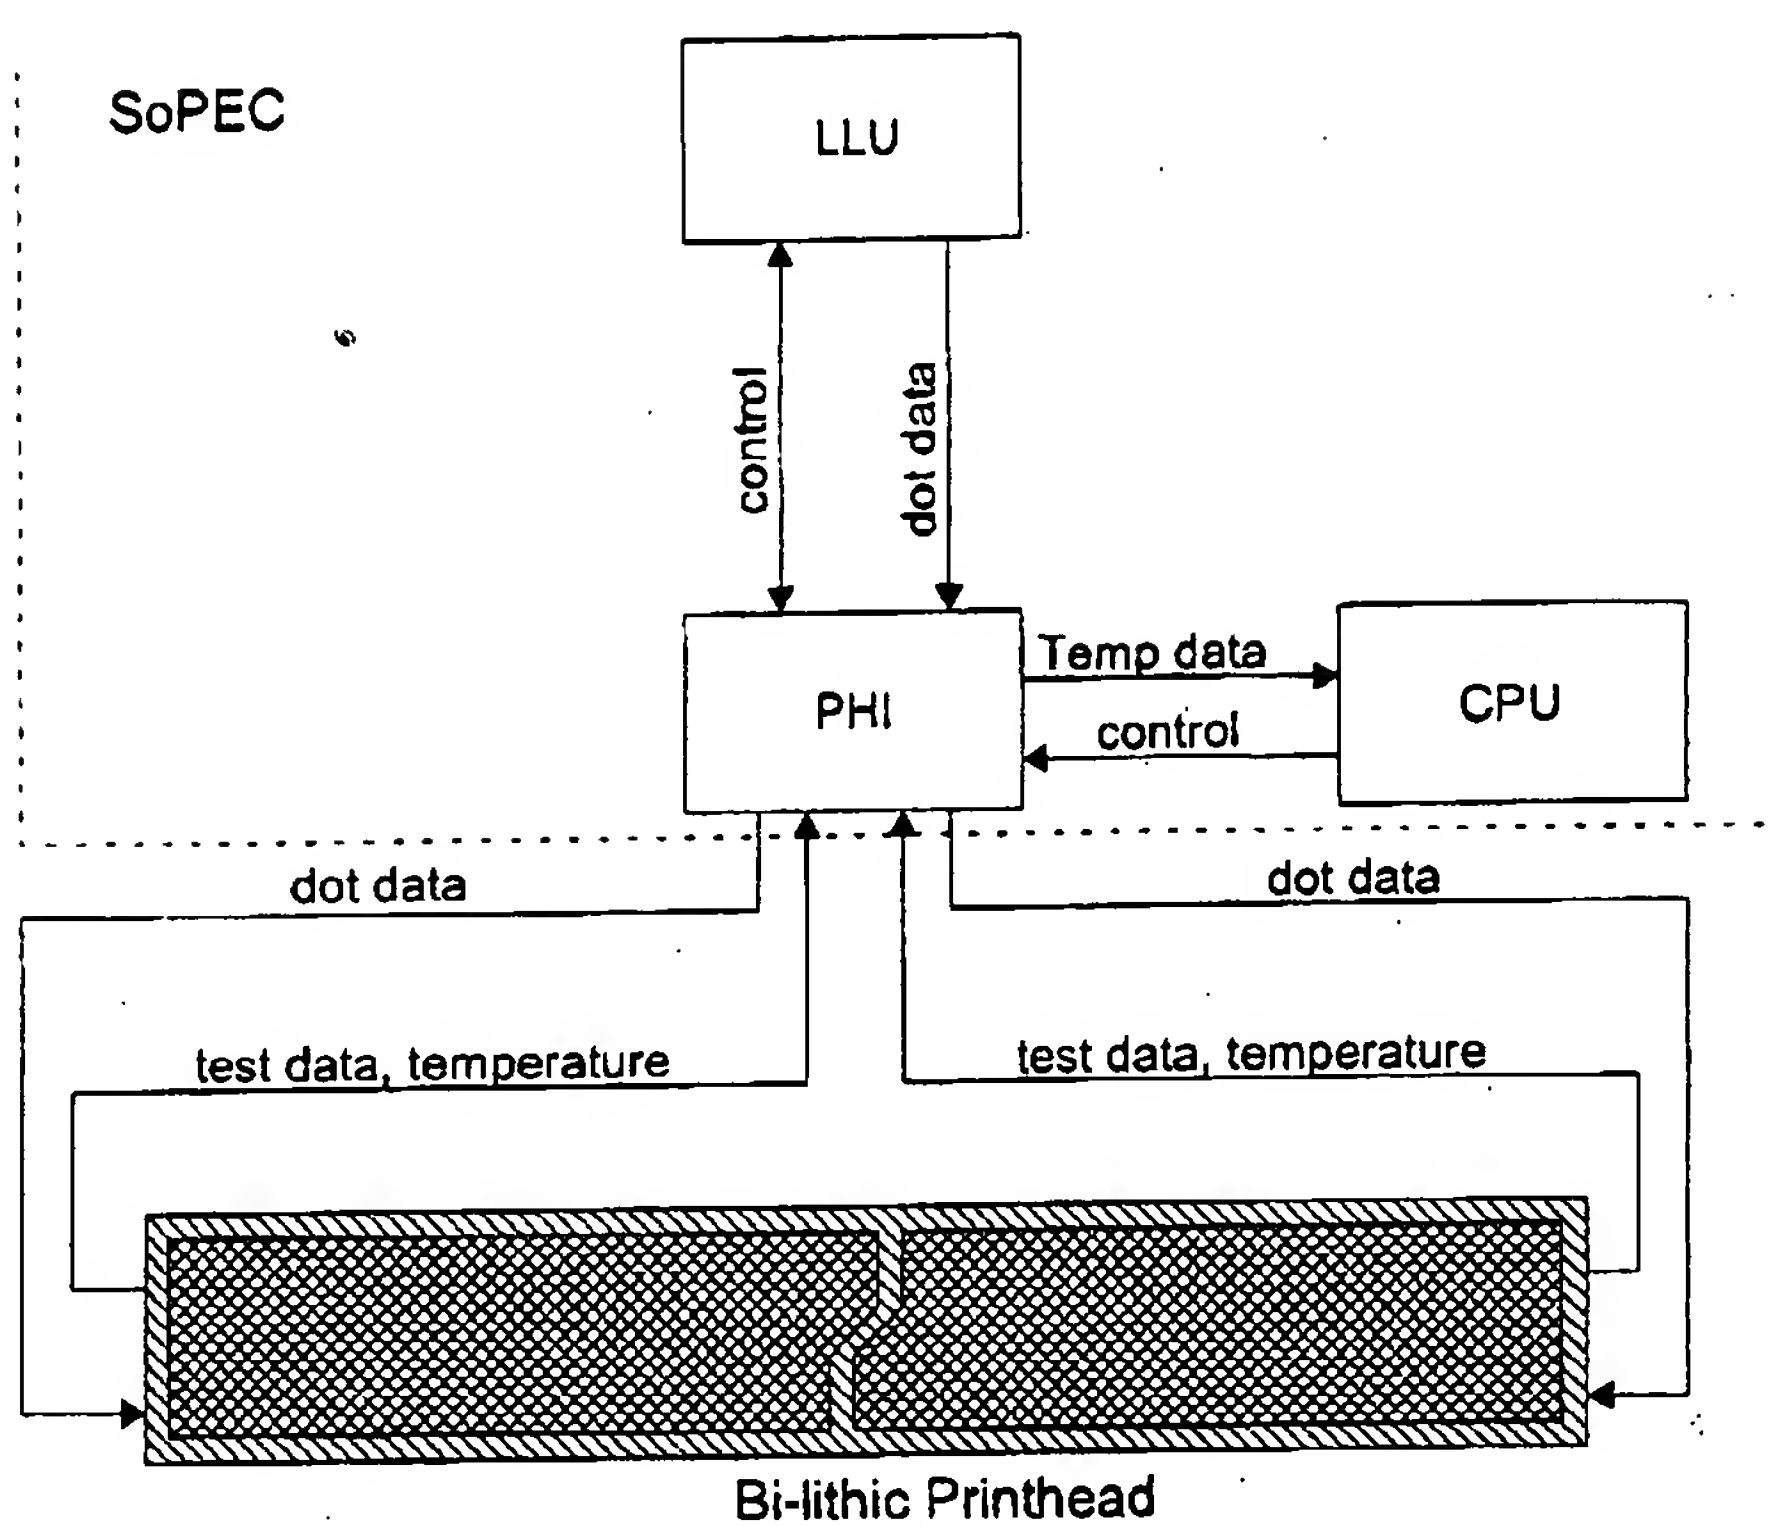 SoPEC
LLU
control
dot data
PHI
Temp data
control
CPU
dot data
dot data
test data, temperature
test data, temperature
Bi-lithic Printhead